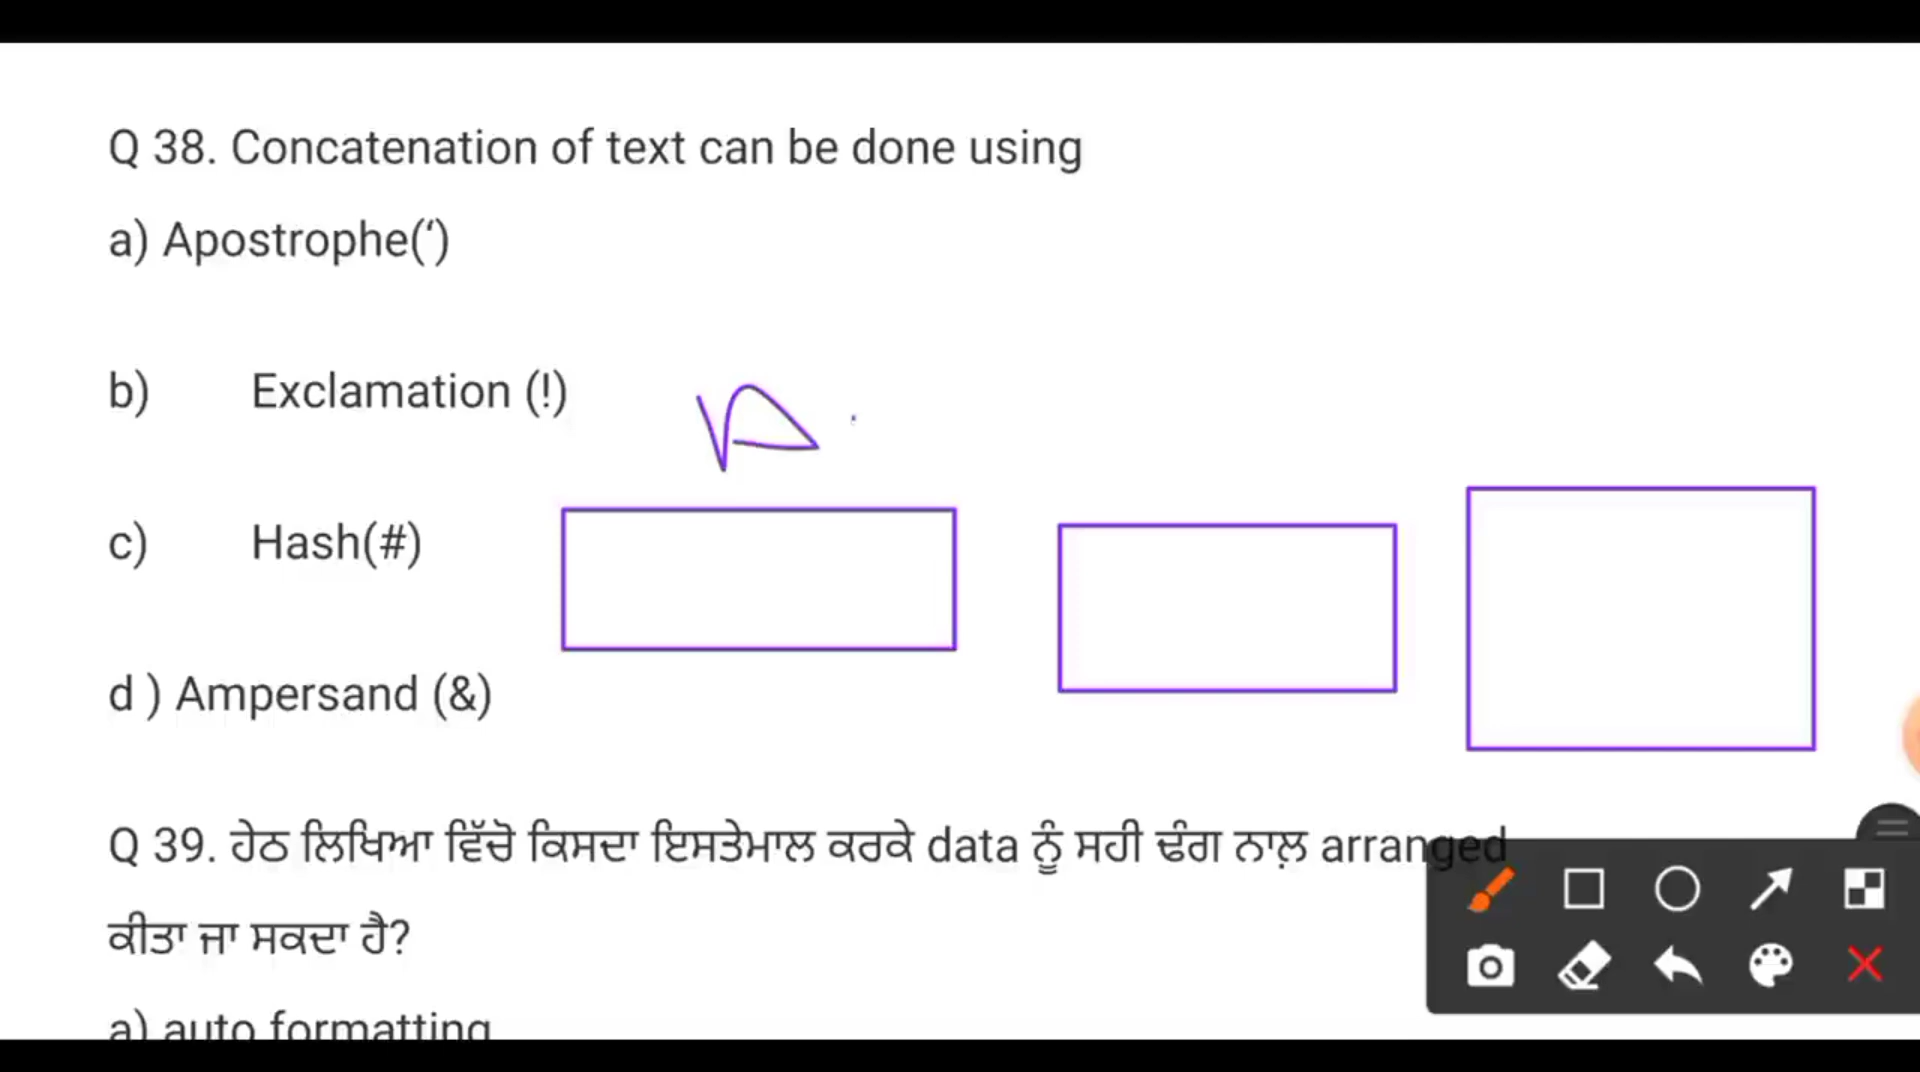 Q 38. Concatenation of text can be done using
a) Apostrophe(‘)
b) Exclamation (!)
c) Hash(#)
d ) Ampersand (&)
Q 39. ਹੇਠ ਲਿਖਿਆ ਵਿੱਚੋ ਕਿਸਦਾ ਇਸਤੇਮਾਲ ਕਰਕੇ data ਨੂੰ ਸਹੀ ਢੰਗ ਨਾਲ਼ arranged
ਕੀਤਾ ਜਾ ਸਕਦਾ ਹੈ?
a) auto formatting